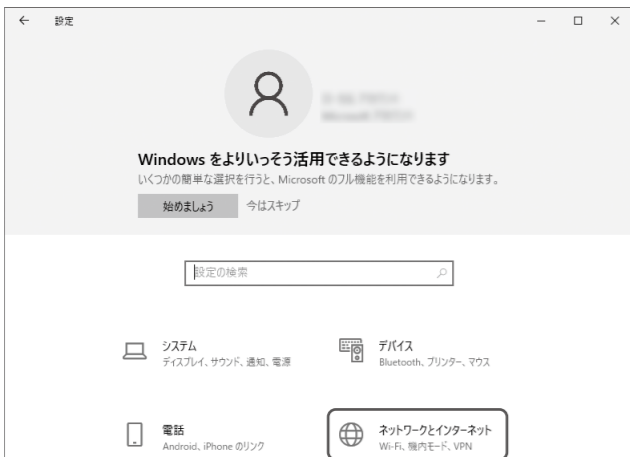 設定
Windows をよりいっそう活用できるようになります
いくつかの簡単な選択を行うと、Microsoft のフル機能を利用できるようになります。
始めましょう 今はスキップ
設定の検索
システム
ディスプレイ、サウンド、通知、電源
デバイス
Bluetooth、プリンター、マウス
電話
Android、iPhone のリンク
ネットワークとインターネット
Wi-Fi、機内モード、VPN